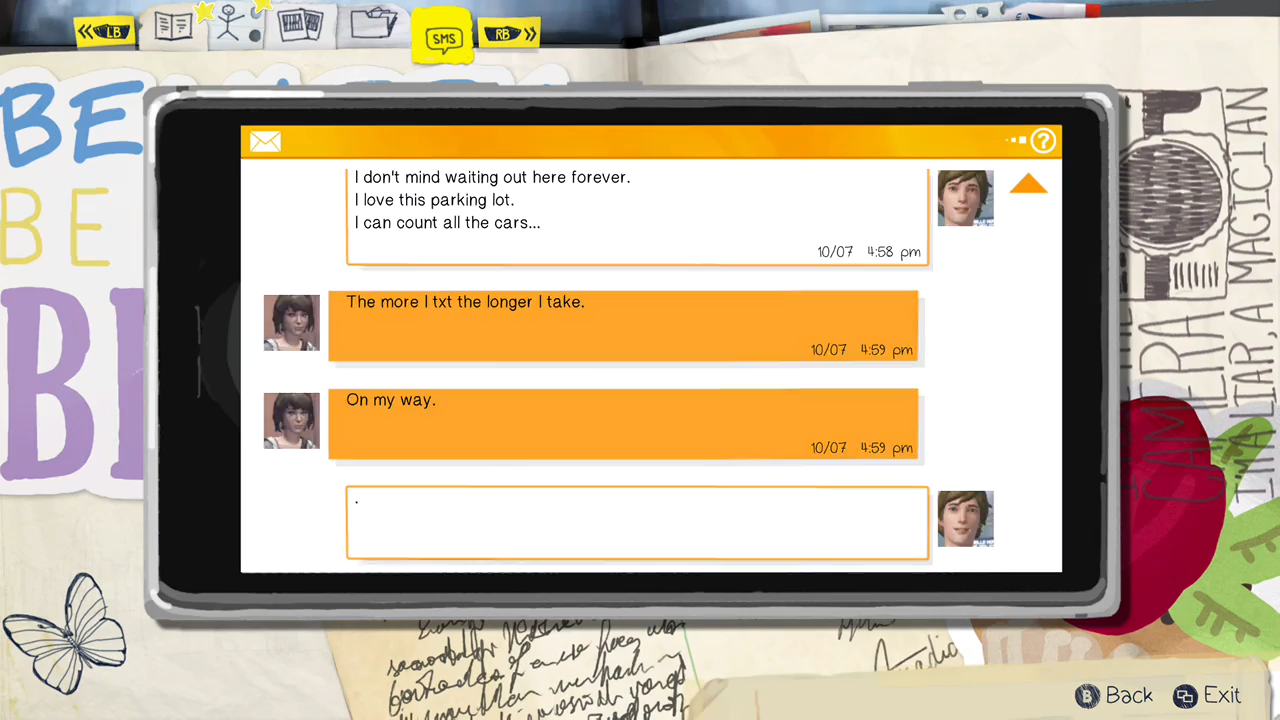 LB
SMS
RB
BE
BE
I don't mind waiting out here forever.
I love this parking lot.
I can count all the cars...
10/07 4:58 pm
The more I txt the longer I take.
10/07 4:59 pm
On my way.
10/07 4:59 pm
.
CAMERA
I'M A LIAR, A MAGICIAN
B Back
Exit